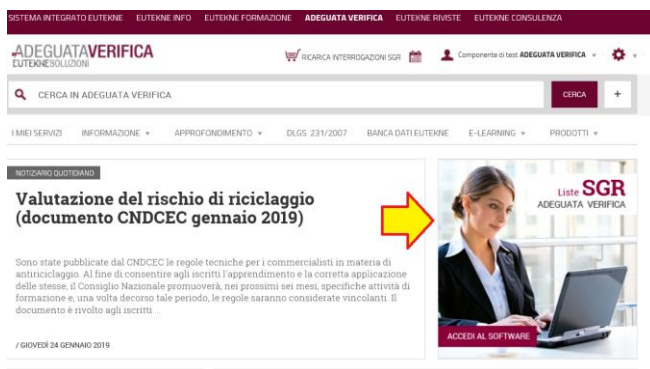 SISTEMA INTEGRATO EUTEKNE EUTEKNE INFO EUTEKNE FORMAZIONE ADEGUATA VERIFICA EUTEKNE RIVISTE EUTEKNE CONSULENZA
ADEGUATAVERIFICA
EUTEKNESOLUZIONI
RICARICA INTERROGAZIONI SGR
Componente di test ADEGUATA VERIFICA
CERCA IN ADEGUATA VERIFICA
CERCA +
I MIEI SERVIZI INFORMAZIONE APPROFONDIMENTO DLGS. 231/2007 BANCA DATI EUTEKNE E-LEARNING PRODOTTI
NOTIZIARIO QUOTIDIANO
Valutazione del rischio di riciclaggio
(documento CNDCEC gennaio 2019)
Sono state pubblicate dal CNDCEC le regole tecniche per i commercialisti in materia di
antiriciclaggio. Al fine di consentire agli iscritti l'apprendimento e la corretta applicazione
delle stesse, il Consiglio Nazionale promuoverà, nei prossimi sei mesi, specifiche attività di
formazione e, una volta decorso tale periodo, le regole saranno considerate vincolanti. Il
documento è rivolto agli iscritti ...
/ GIOVEDÌ 24 GENNAIO 2019
Liste SGR
ADEGUATA VERIFICA
ACCEDI AL SOFTWARE